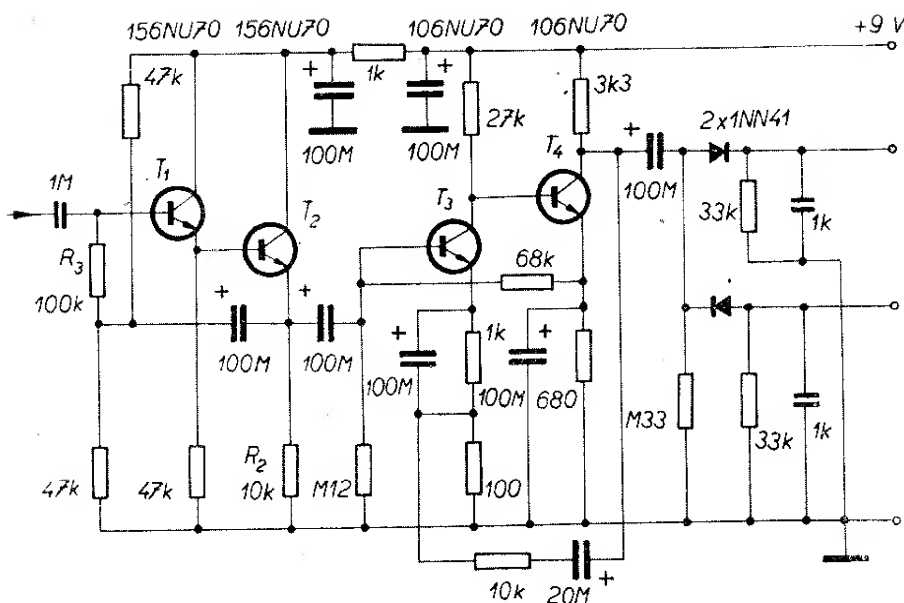 156NU70 156NU70 106NU70 106NU70 +9 V
47k
1k
3k3
27k
2x1NN41
100M
100M
100M
1M
T1
T2
T3
T4
33k
1k
R3
100k
68k
100M
100M
100M
1k
100M
680
M33
33k
1k
47k
47k
R2
10k
M12
100
10k
20M